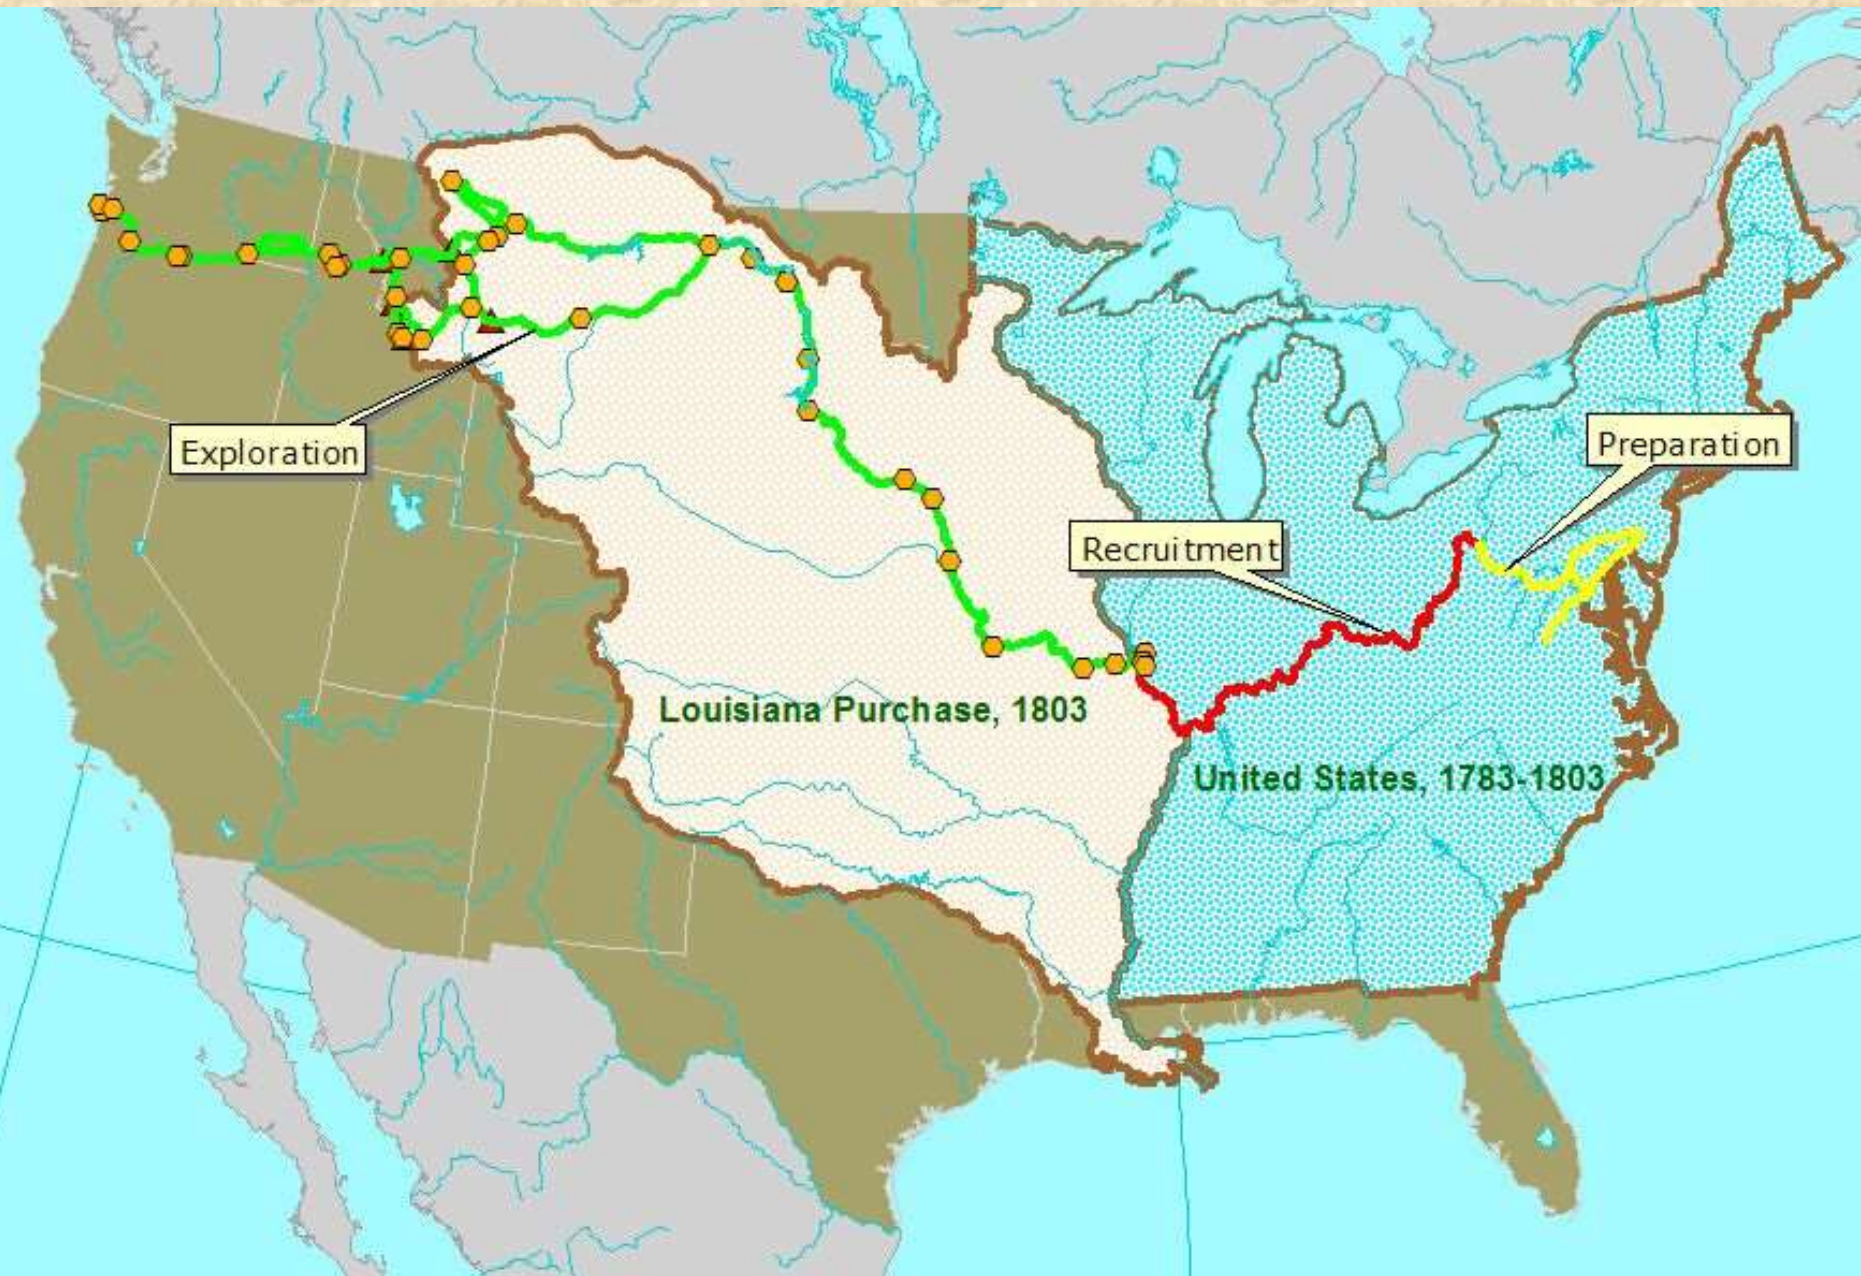 Exploration
Preparation
Recruitment
Louisiana Purchase, 1803
United States, 1783-1803